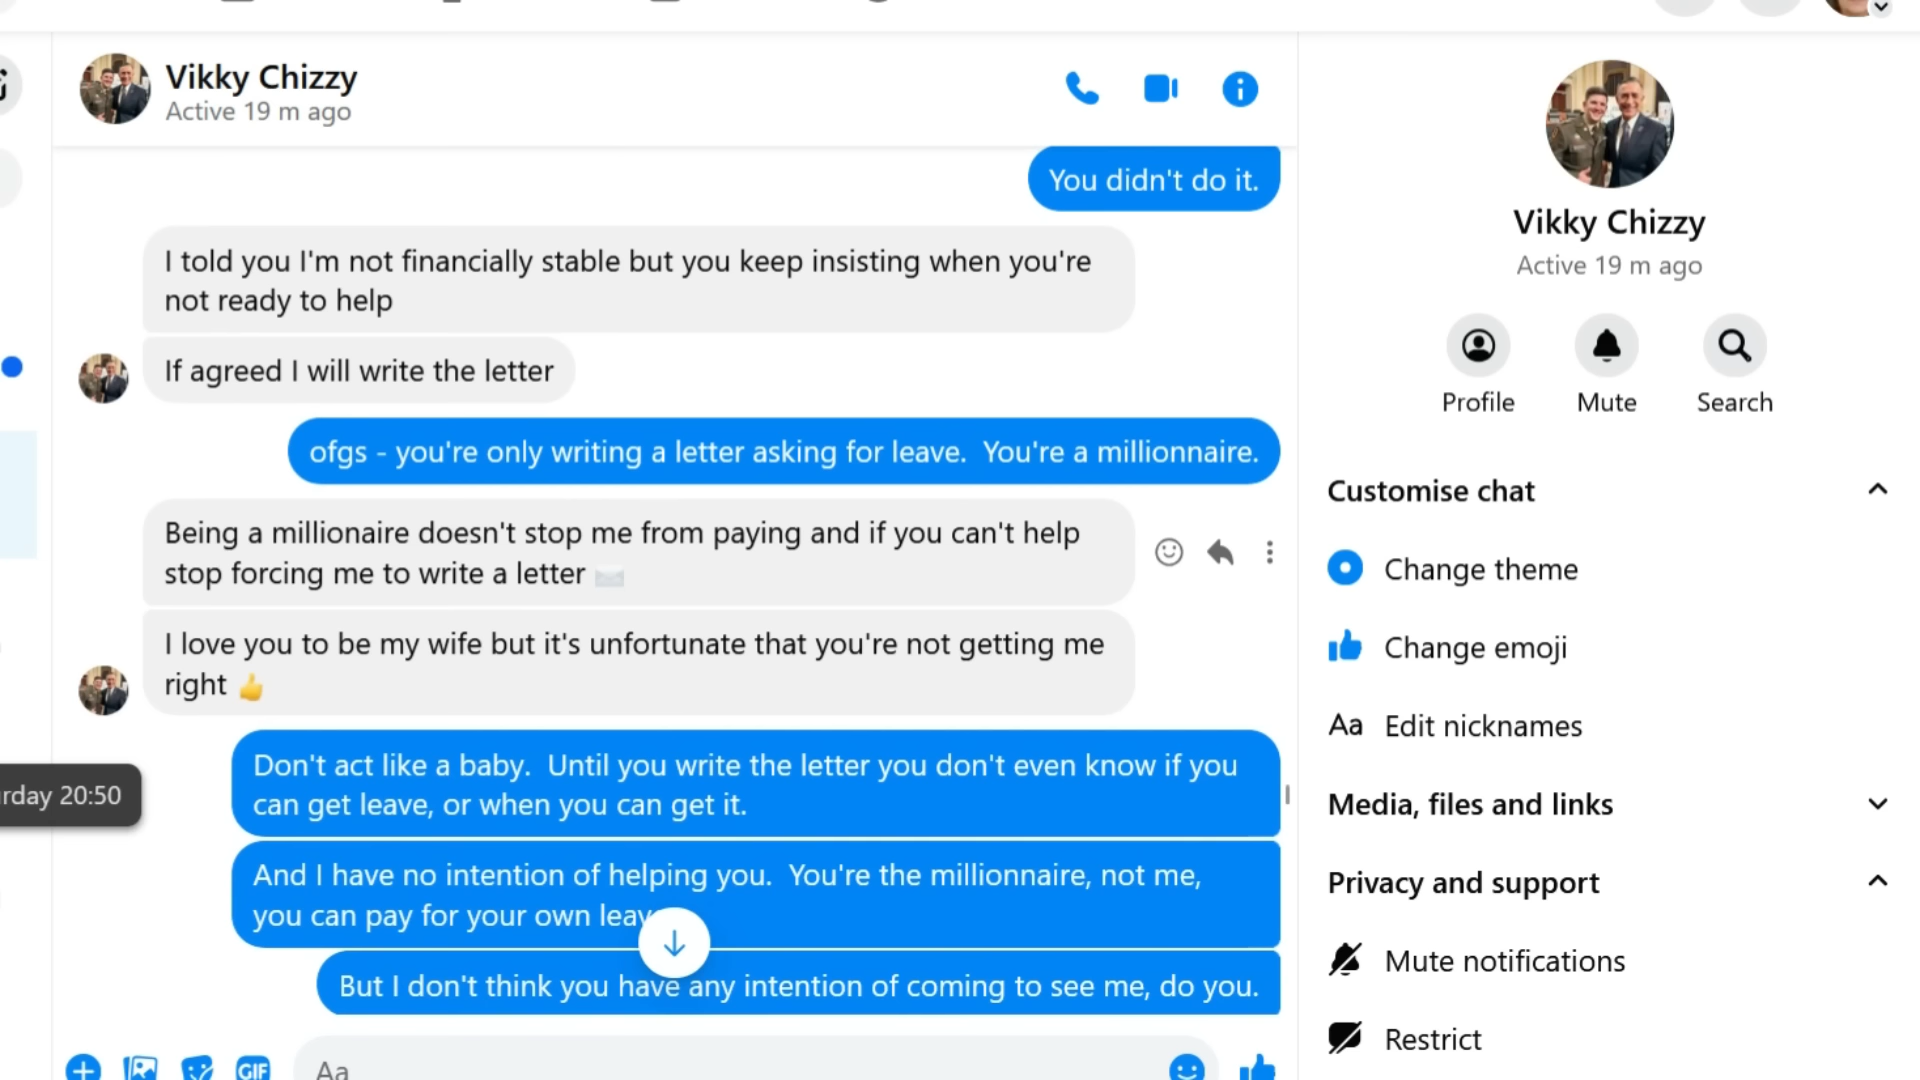 Vikky Chizzy
Active 19 m ago
You didn't do it.
I told you I'm not financially stable but you keep insisting when you're
not ready to help
If agreed I will write the letter
ofgs - you're only writing a letter asking for leave. You're a millionnaire.
Being a millionaire doesn't stop me from paying and if you can't help
stop forcing me to write a letter ✉️
I love you to be my wife but it's unfortunate that you're not getting me
right 👍
rday 20:50
Don't act like a baby. Until you write the letter you don't even know if you
can get leave, or when you can get it.
And I have no intention of helping you. You're the millionnaire, not me,
you can pay for your own leav
But I don't think you have any intention of coming to see me, do you.
GIF
Aa
Vikky Chizzy
Active 19 m ago
Profile
Mute
Search
Customise chat
Change theme
Change emoji
Aa Edit nicknames
Media, files and links
Privacy and support
Mute notifications
Restrict